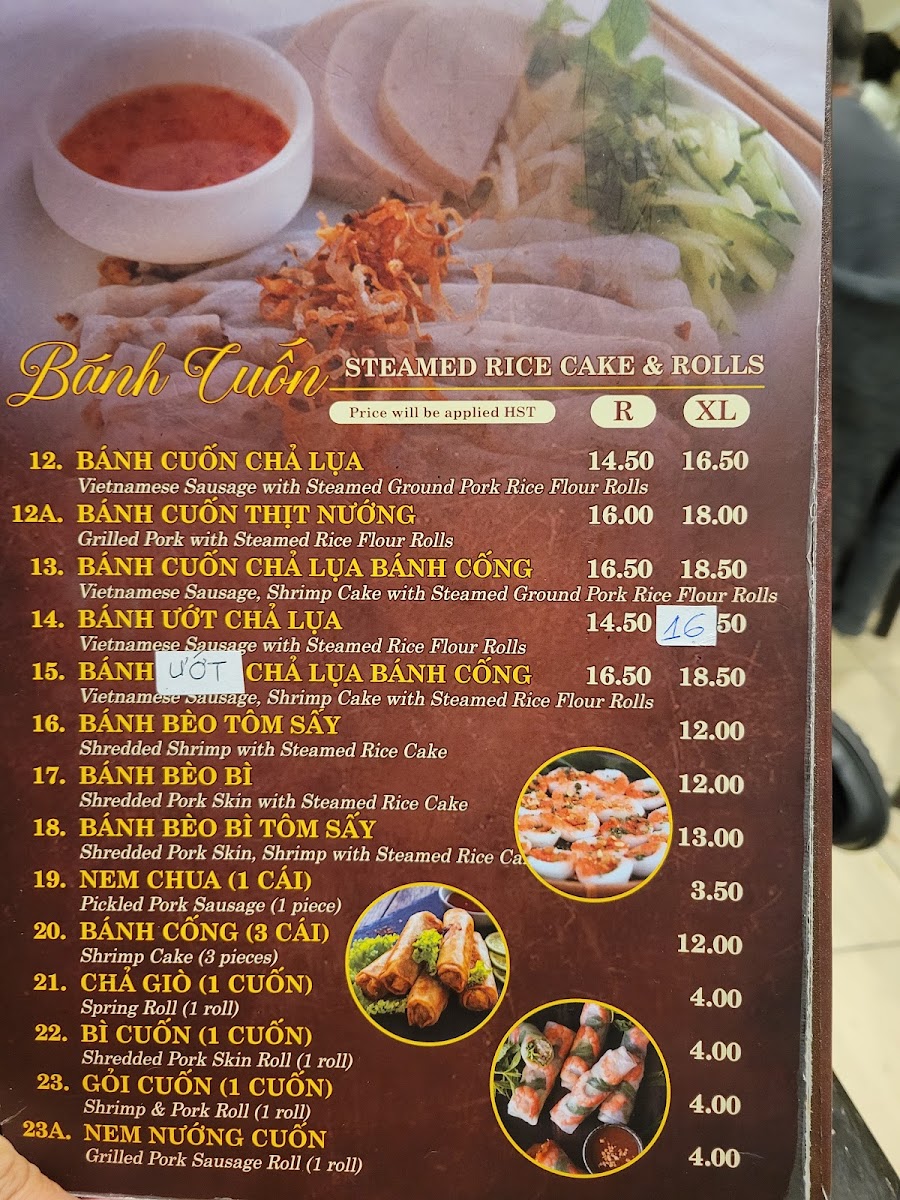 Bánh Cuốn STEAMED RICE CAKE & ROLLS
Price will be applied HST R XL
12. BÁNH CUỐN CHẢ LỤA 14.50 16.50
Vietnamese Sausage with Steamed Ground Pork Rice Flour Rolls
12A. BÁNH CUỐN THỊT NƯỚNG 16.00 18.00
Grilled Pork with Steamed Rice Flour Rolls
13. BÁNH CUỐN CHẢ LỤA BÁNH CỐNG 16.50 18.50
Vietnamese Sausage, Shrimp Cake with Steamed Ground Pork Rice Flour Rolls
14. BÁNH ƯỚT CHẢ LỤA 14.50 16 50
Vietnamese Sausage with Steamed Rice Flour Rolls
15. BÁNH ƯỚT CHẢ LỤA BÁNH CỐNG 16.50 18.50
Vietnamese Sausage, Shrimp Cake with Steamed Rice Flour Rolls
16. BÁNH BÈO TÔM SẤY 12.00
Shredded Shrimp with Steamed Rice Cake
17. BÁNH BÈO BÌ 12.00
Shredded Pork Skin with Steamed Rice Cake
18. BÁNH BÈO BÌ TÔM SẤY 13.00
Shredded Pork Skin, Shrimp with Steamed Rice Ca
19. NEM CHUA (1 CÁI) 3.50
Pickled Pork Sausage (1 piece)
20. BÁNH CỐNG (3 CÁI) 12.00
Shrimp Cake (3 pieces)
21. CHẢ GIÒ (1 CUỐN) 4.00
Spring Roll (1 roll)
22. BÌ CUỐN (1 CUỐN) 4.00
Shredded Pork Skin Roll (1 roll)
23. GỎI CUỐN (1 CUỐN) 4.00
Shrimp & Pork Roll (1 roll)
23A. NEM NƯỚNG CUỐN 4.00
Grilled Pork Sausage Roll (1 roll)